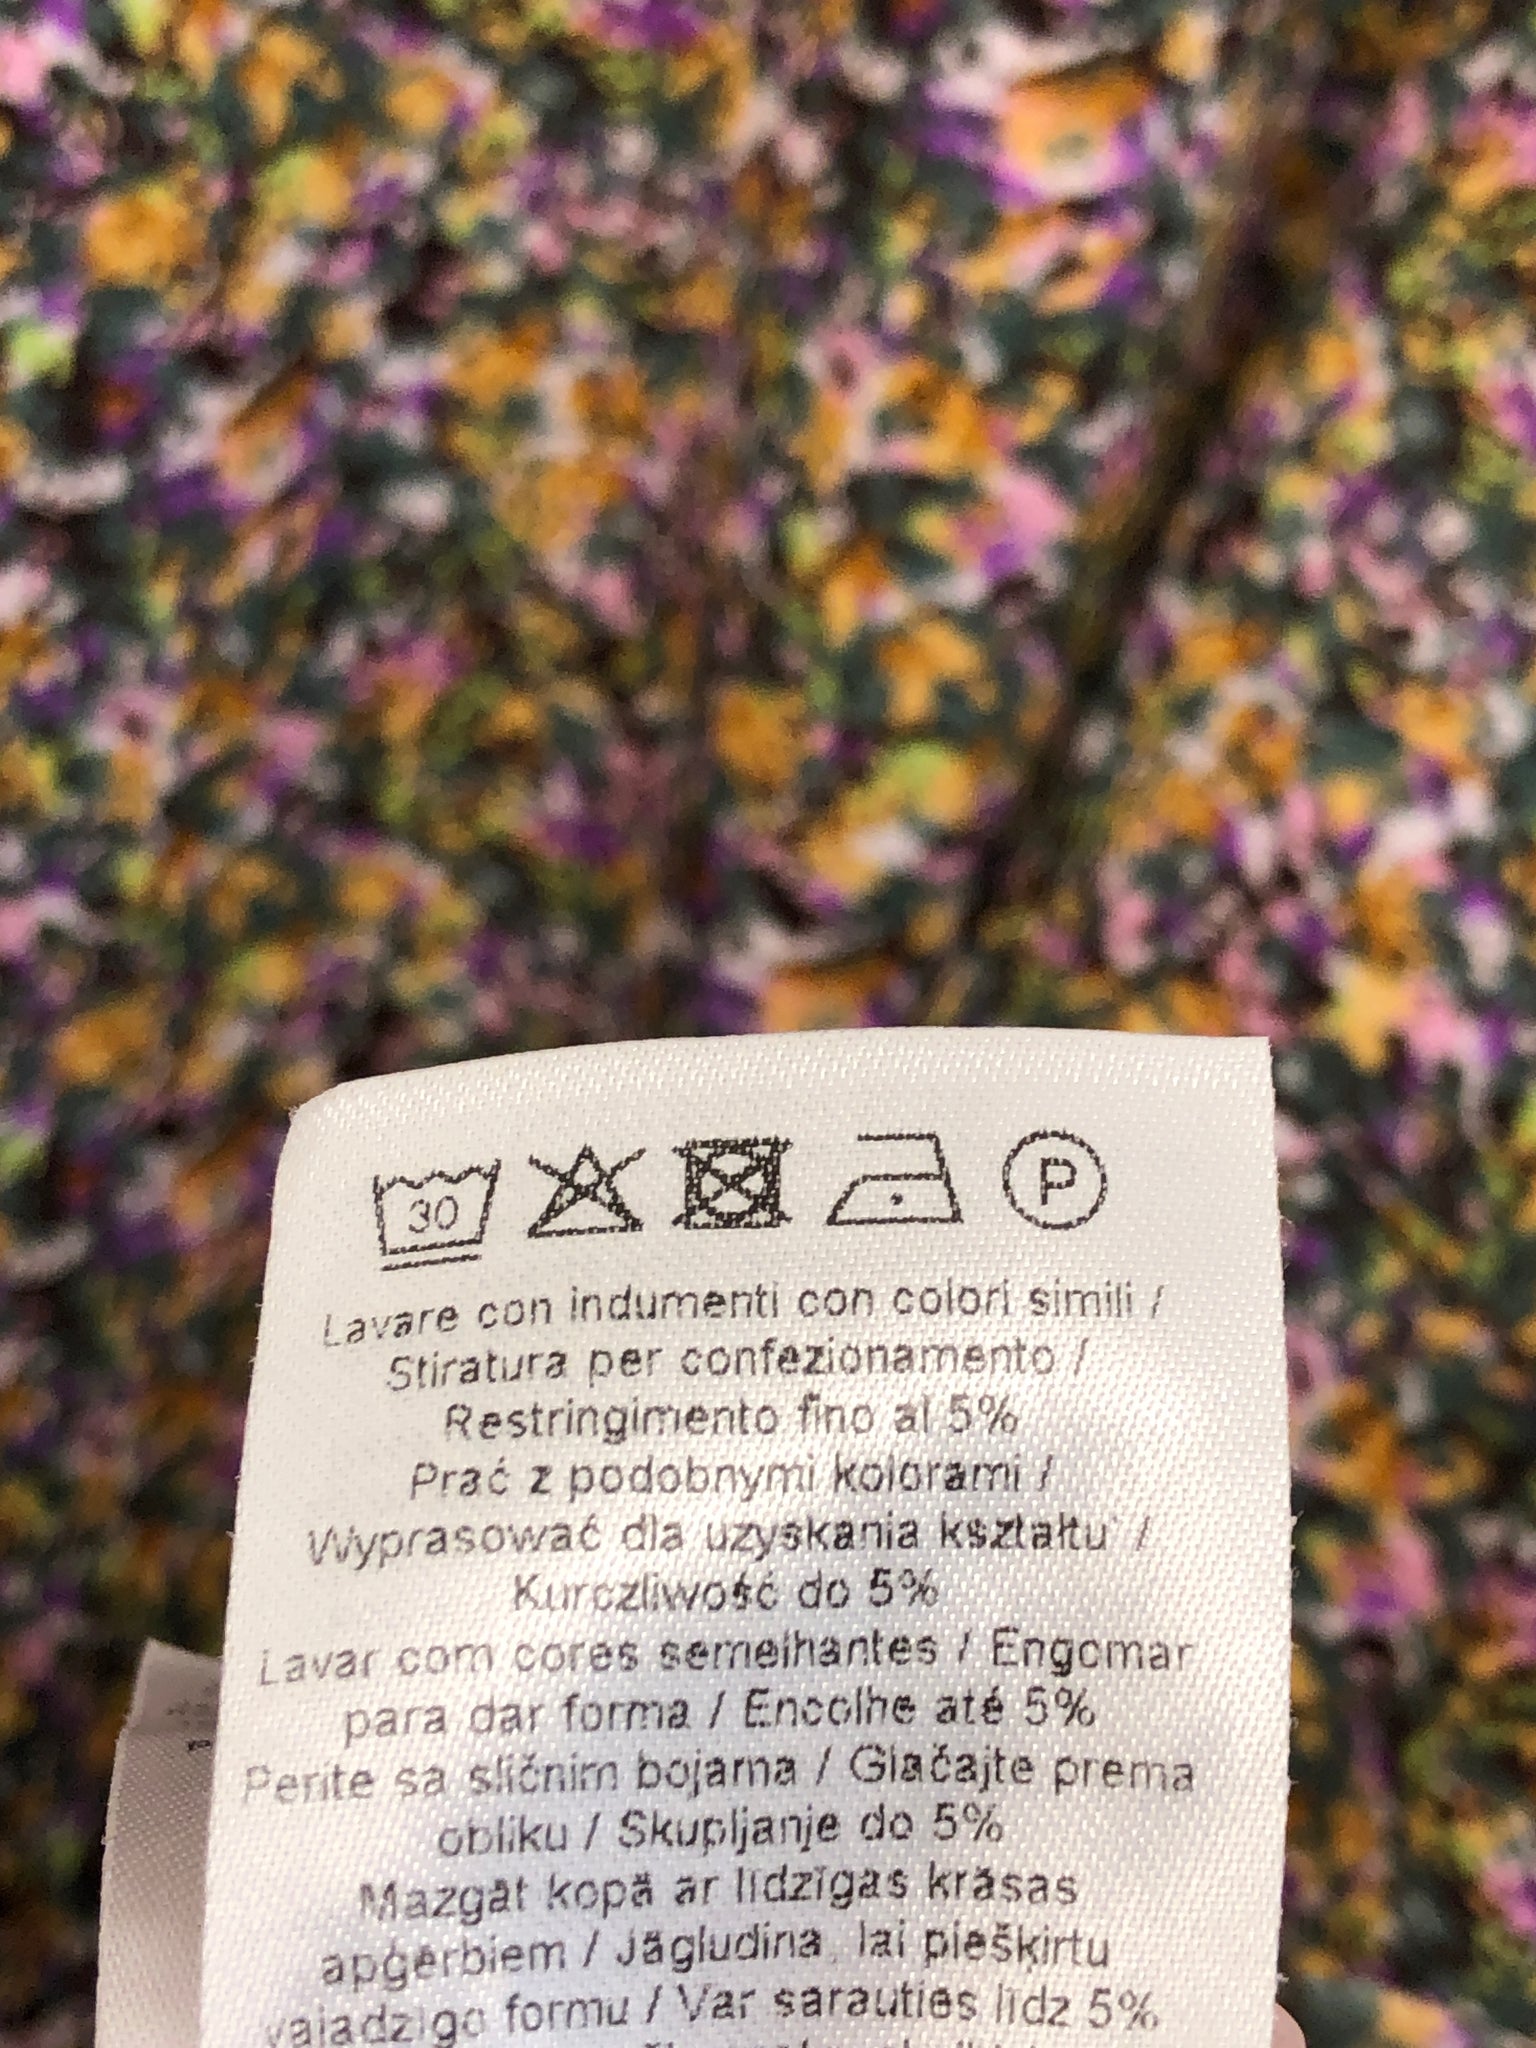 30
P
Lavare con indumenti con colori simili /
Stiratura per confezionamento /
Restringimento fino al 5%
Prać z podobnymi kolorami /
Wyprasować dla uzyskania kształtu /
Kurczliwość do 5%
Lavar com cores semelhantes / Engomar
para dar forma / Encolhe até 5%
Perite sa sličnim bojama / Glačajte prema
obliku / Skupljanje do 5%
Mazgāt kopā ar līdzīgas krāsas
apģērbiem / Jāgludina, lai piešķirtu
vajadzīgo formu / Var sarauties līdz 5%